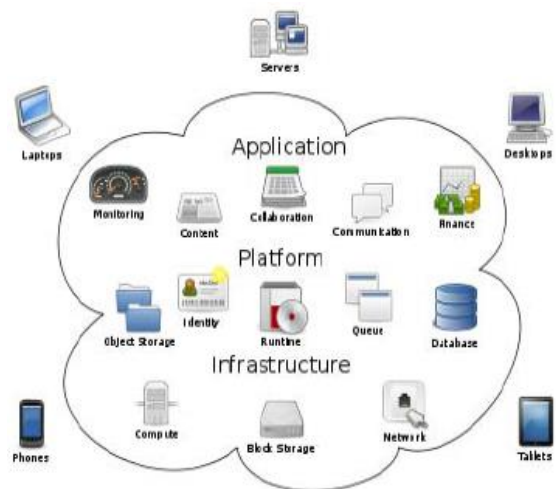 Servers
Laptops
Desktops
Application
Monitoring
Content
Collaboration
Communication
Finance
Platform
Object Storage
Identity
Runtime
Queue
Database
Infrastructure
Compute
Block Storage
Network
Phones
Tablets